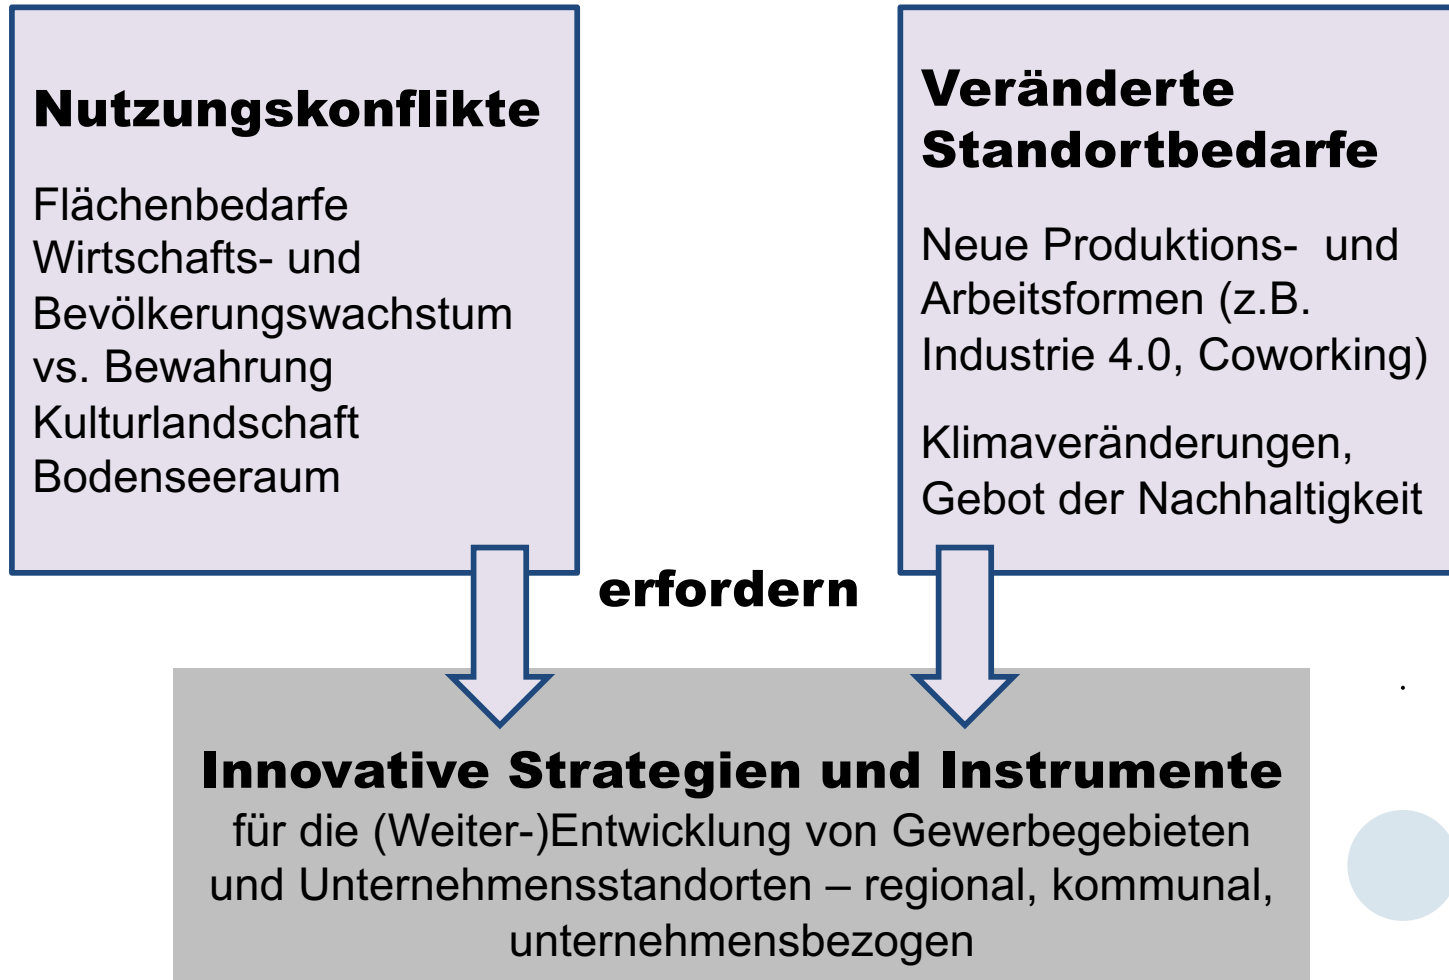 Nutzungskonflikte
Flächenbedarfe
Wirtschafts- und
Bevölkerungswachstum
vs. Bewahrung
Kulturlandschaft
Bodenseeraum
Veränderte
Standortbedarfe
Neue Produktions- und
Arbeitsformen (z.B.
Industrie 4.0, Coworking)
Klimaveränderungen,
Gebot der Nachhaltigkeit
erfordern
.
Innovative Strategien und Instrumente
für die (Weiter-)Entwicklung von Gewerbegebieten
und Unternehmensstandorten – regional, kommunal,
unternehmensbezogen